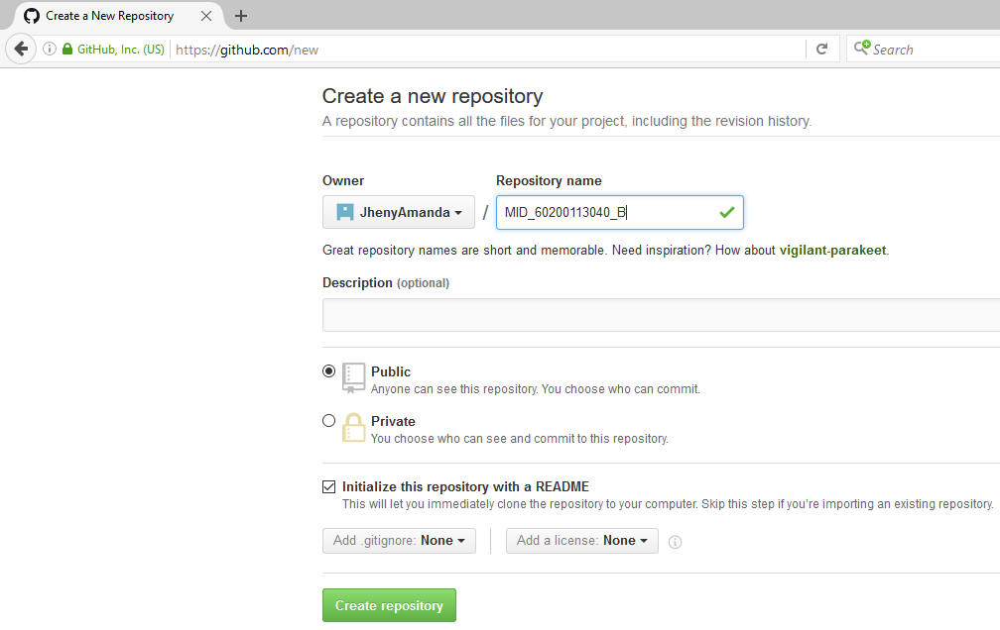 Create a New Repository
GitHub, Inc. (US) https://github.com/new Search
Create a new repository
A repository contains all the files for your project, including the revision history.
Owner Repository name
JhenyAmanda / MID_60200113040_B
Great repository names are short and memorable. Need inspiration? How about vigilant-parakeet.
Description (optional)
Public
Anyone can see this repository. You choose who can commit.
Private
You choose who can see and commit to this repository.
Initialize this repository with a README
This will let you immediately clone the repository to your computer. Skip this step if you're importing an existing repository.
Add .gitignore: None Add a license: None
Create repository